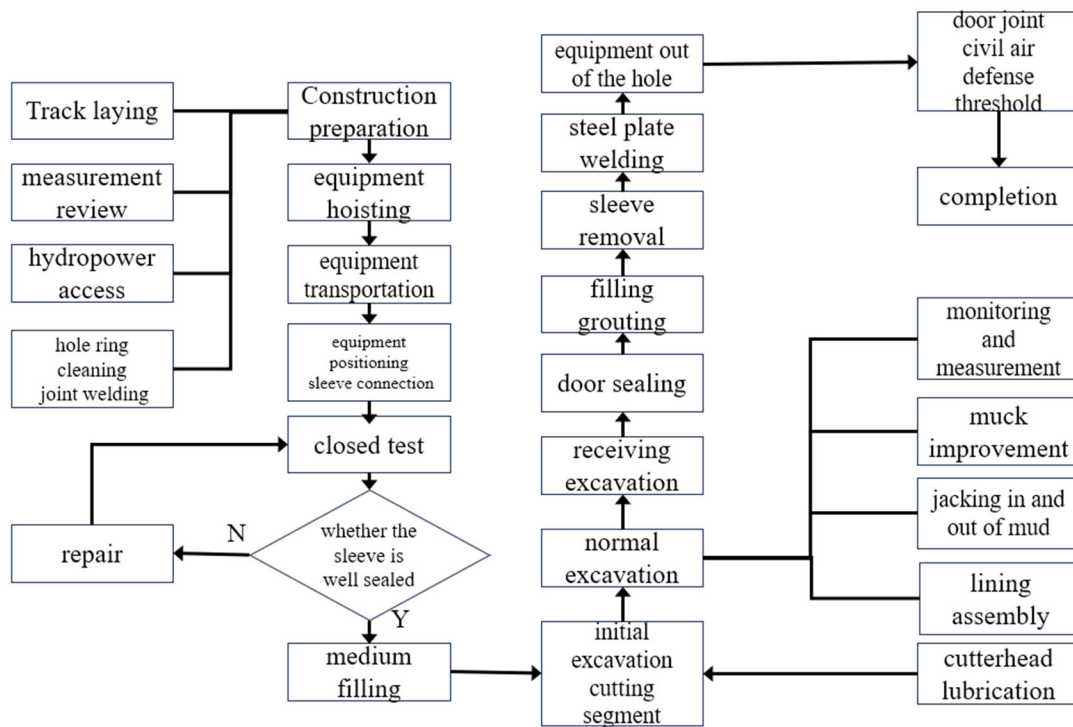 Track laying
measurement
review
hydropower
access
hole ring
cleaning
joint welding
Construction
preparation
equipment
hoisting
equipment
transportation
equipment
positioning
sleeve connection
closed test
whether the
sleeve is
well sealed
N
repair
Y
medium
filling
initial
excavation
cutting
segment
normal
excavation
receiving
excavation
door sealing
filling
grouting
sleeve
removal
steel plate
welding
equipment out
of the hole
door joint
civil air
defense
threshold
completion
monitoring
and
measurement
muck
improvement
jacking in and
out of mud
lining
assembly
cutterhead
lubrication